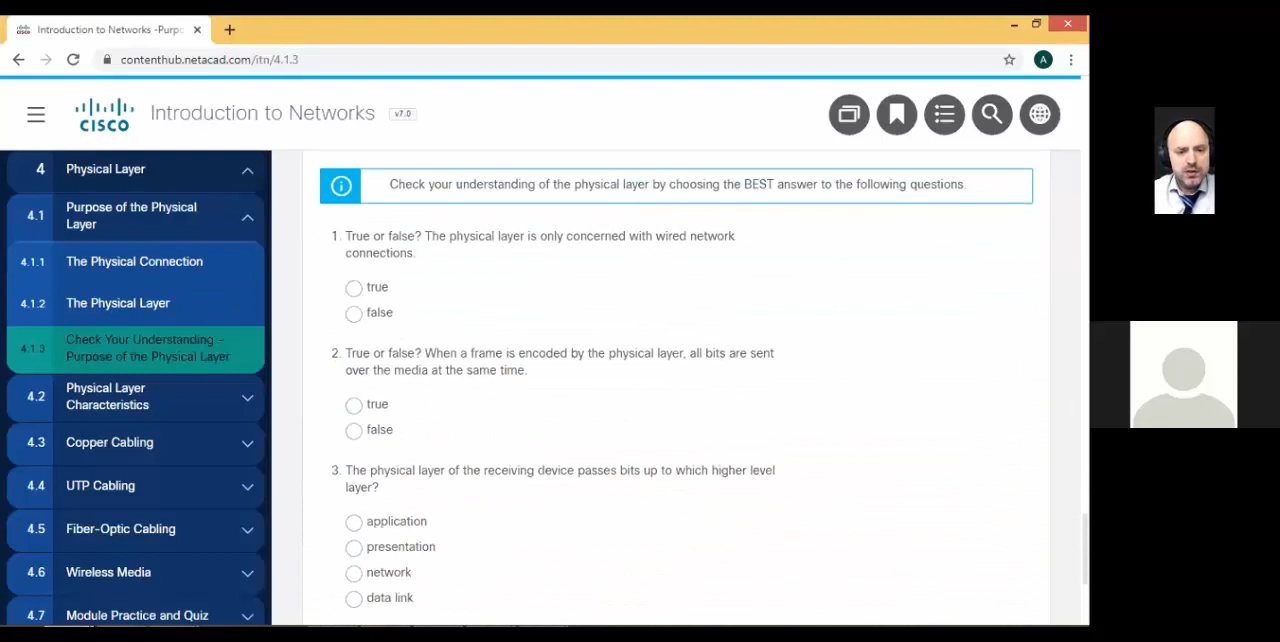 Introduction to Networks -Purpo
contenthub.netacad.com/itn/4.1.3
A
CISCO
Introduction to Networks
v7.0
4 Physical Layer
4.1 Purpose of the Physical
Layer
4.1.1 The Physical Connection
4.1.2 The Physical Layer
4.1.3 Check Your Understanding -
Purpose of the Physical Layer
4.2 Physical Layer
Characteristics
4.3 Copper Cabling
4.4 UTP Cabling
4.5 Fiber-Optic Cabling
4.6 Wireless Media
4.7 Module Practice and Quiz
Check your understanding of the physical layer by choosing the BEST answer to the following questions.
1. True or false? The physical layer is only concerned with wired network
connections.
true
false
2. True or false? When a frame is encoded by the physical layer, all bits are sent
over the media at the same time.
true
false
3. The physical layer of the receiving device passes bits up to which higher level
layer?
application
presentation
network
data link